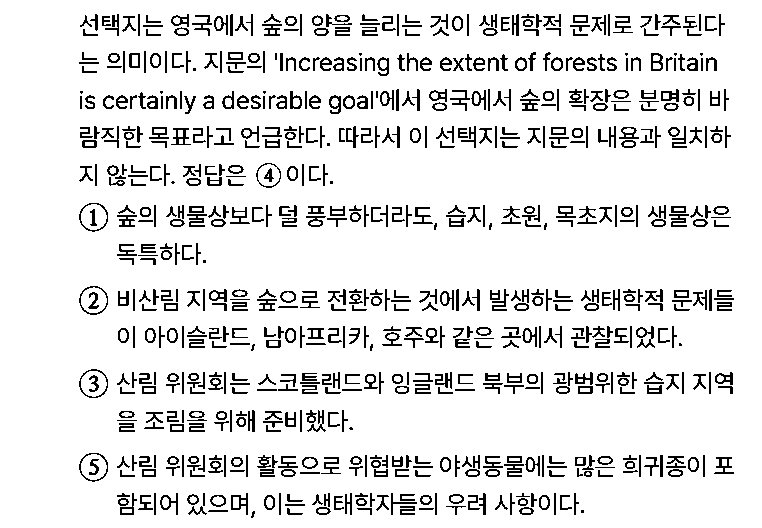 선택지는 영국에서 숲의 양을 늘리는 것이 생태학적 문제로 간주된다
는 의미이다. 지문의 'Increasing the extent of forests in Britain
is certainly a desirable goal'에서 영국에서 숲의 확장은 분명히 바
람직한 목표라고 언급한다. 따라서 이 선택지는 지문의 내용과 일치하
지 않는다. 정답은 ④이다.
① 숲의 생물상보다 덜 풍부하더라도, 습지, 초원, 목초지의 생물상은
독특하다.
② 비산림 지역을 숲으로 전환하는 것에서 발생하는 생태학적 문제들
이 아이슬란드, 남아프리카, 호주와 같은 곳에서 관찰되었다.
③ 산림 위원회는 스코틀랜드와 잉글랜드 북부의 광범위한 습지 지역
을 조림을 위해 준비했다.
⑤ 산림 위원회의 활동으로 위협받는 야생동물에는 많은 희귀종이 포
함되어 있으며, 이는 생태학자들의 우려 사항이다.